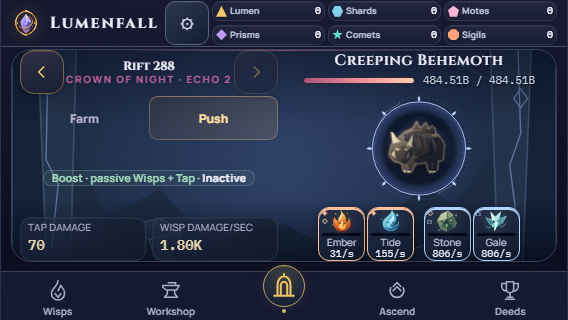 LUMENFALL
Lumen 0
Shards 0
Motes 0
Prisms 0
Comets 0
Sigils 0
RIFT 288
CROWN OF NIGHT · ECHO 2
CREEPING BEHEMOTH
484.51B / 484.51B
Farm
Push
Boost · passive Wisps + Tap · Inactive
TAP DAMAGE
70
WISP DAMAGE/SEC
1.80K
Ember
31/s
Tide
155/s
Stone
806/s
Gale
806/s
Wisps
Workshop
Ascend
Deeds